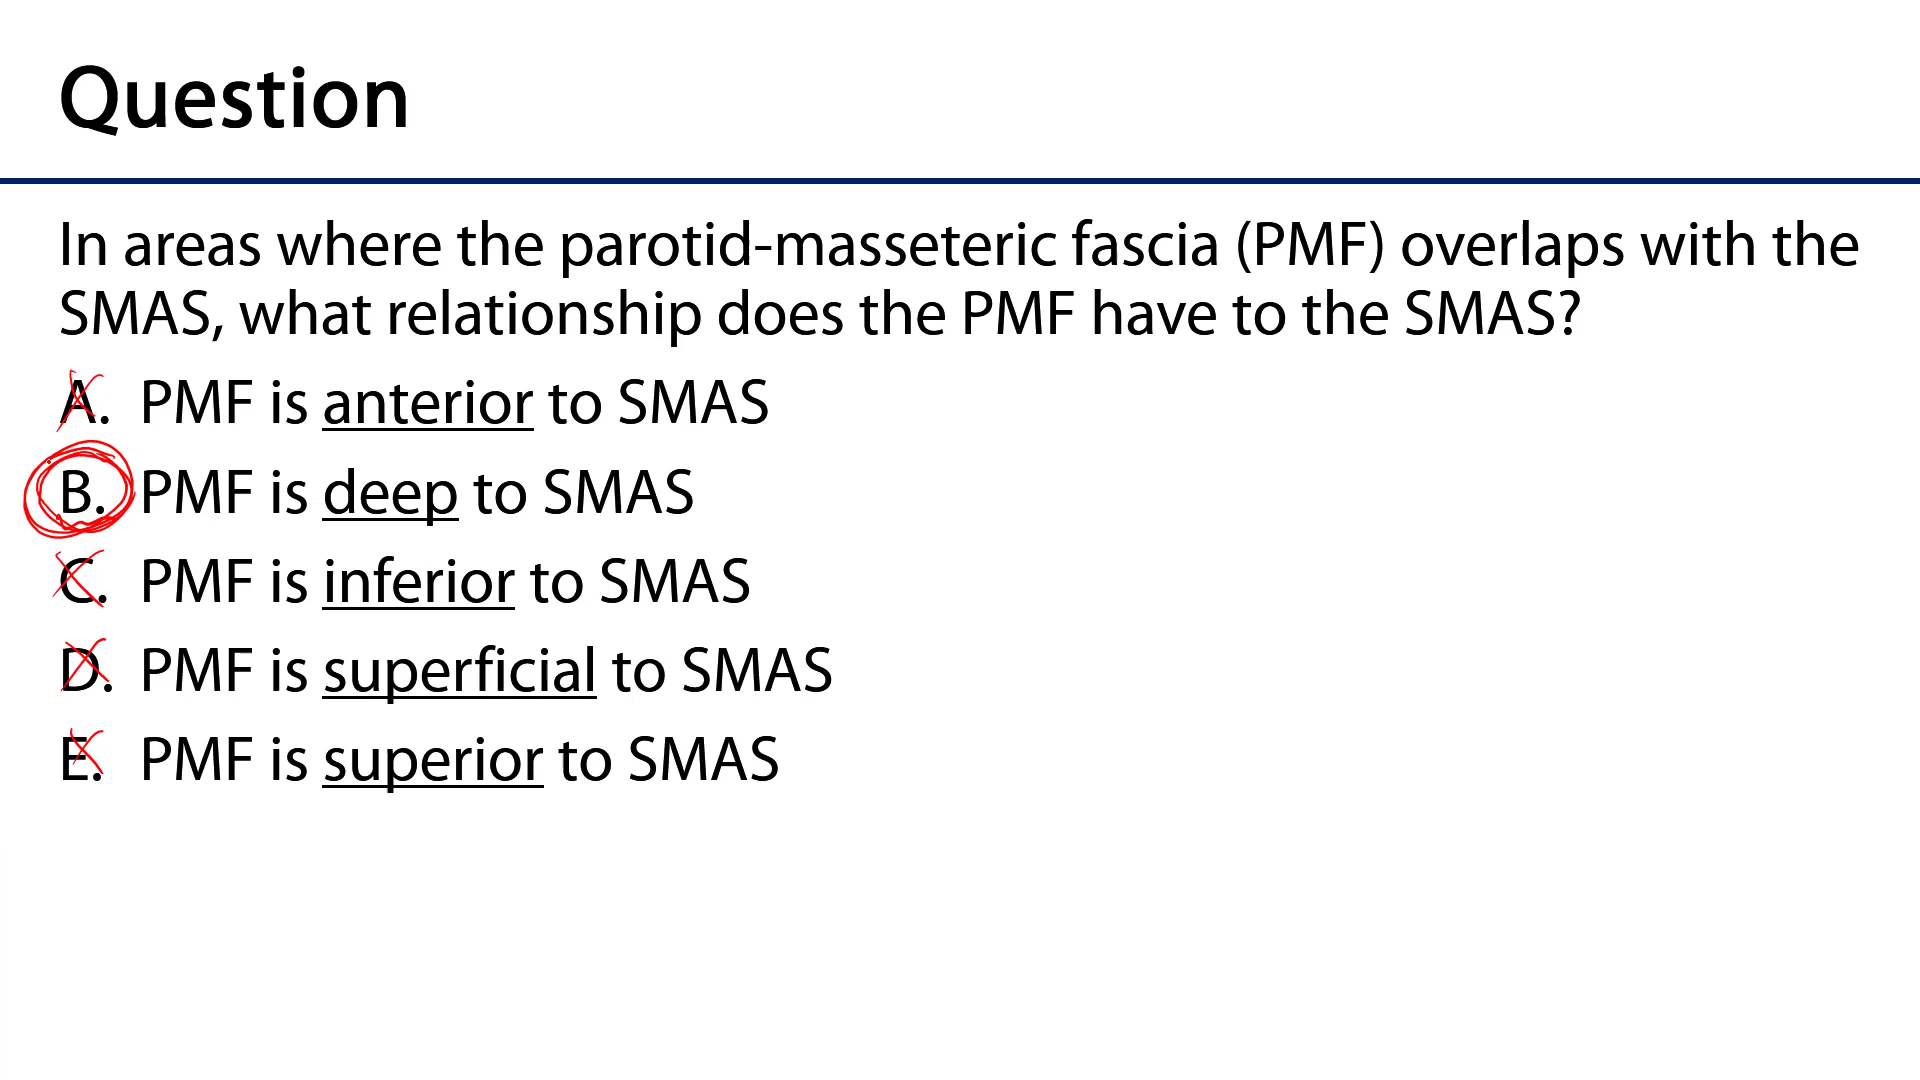 Question
In areas where the parotid-masseteric fascia (PMF) overlaps with the
SMAS, what relationship does the PMF have to the SMAS?
A. PMF is anterior to SMAS
B. PMF is deep to SMAS
C. PMF is inferior to SMAS
D. PMF is superficial to SMAS
E. PMF is superior to SMAS